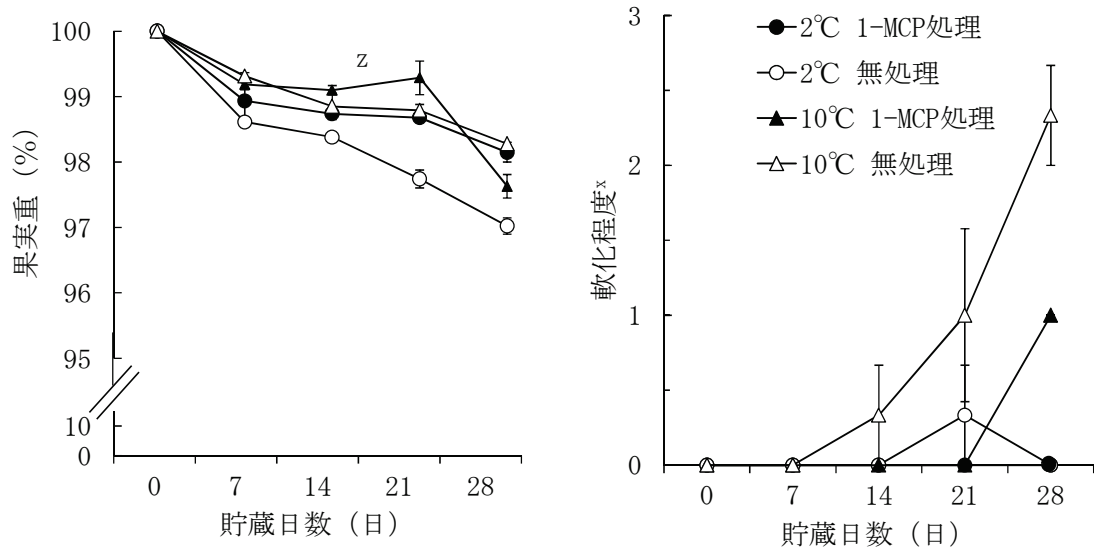 100
99
98
97
96
95
10
0
果実重（%）
z
0 7 14 21 28
貯蔵日数（日）
3
2
1
0
軟化程度ˣ
2℃ 1-MCP処理
2℃ 無処理
10℃ 1-MCP処理
10℃ 無処理
0 7 14 21 28
貯蔵日数（日）